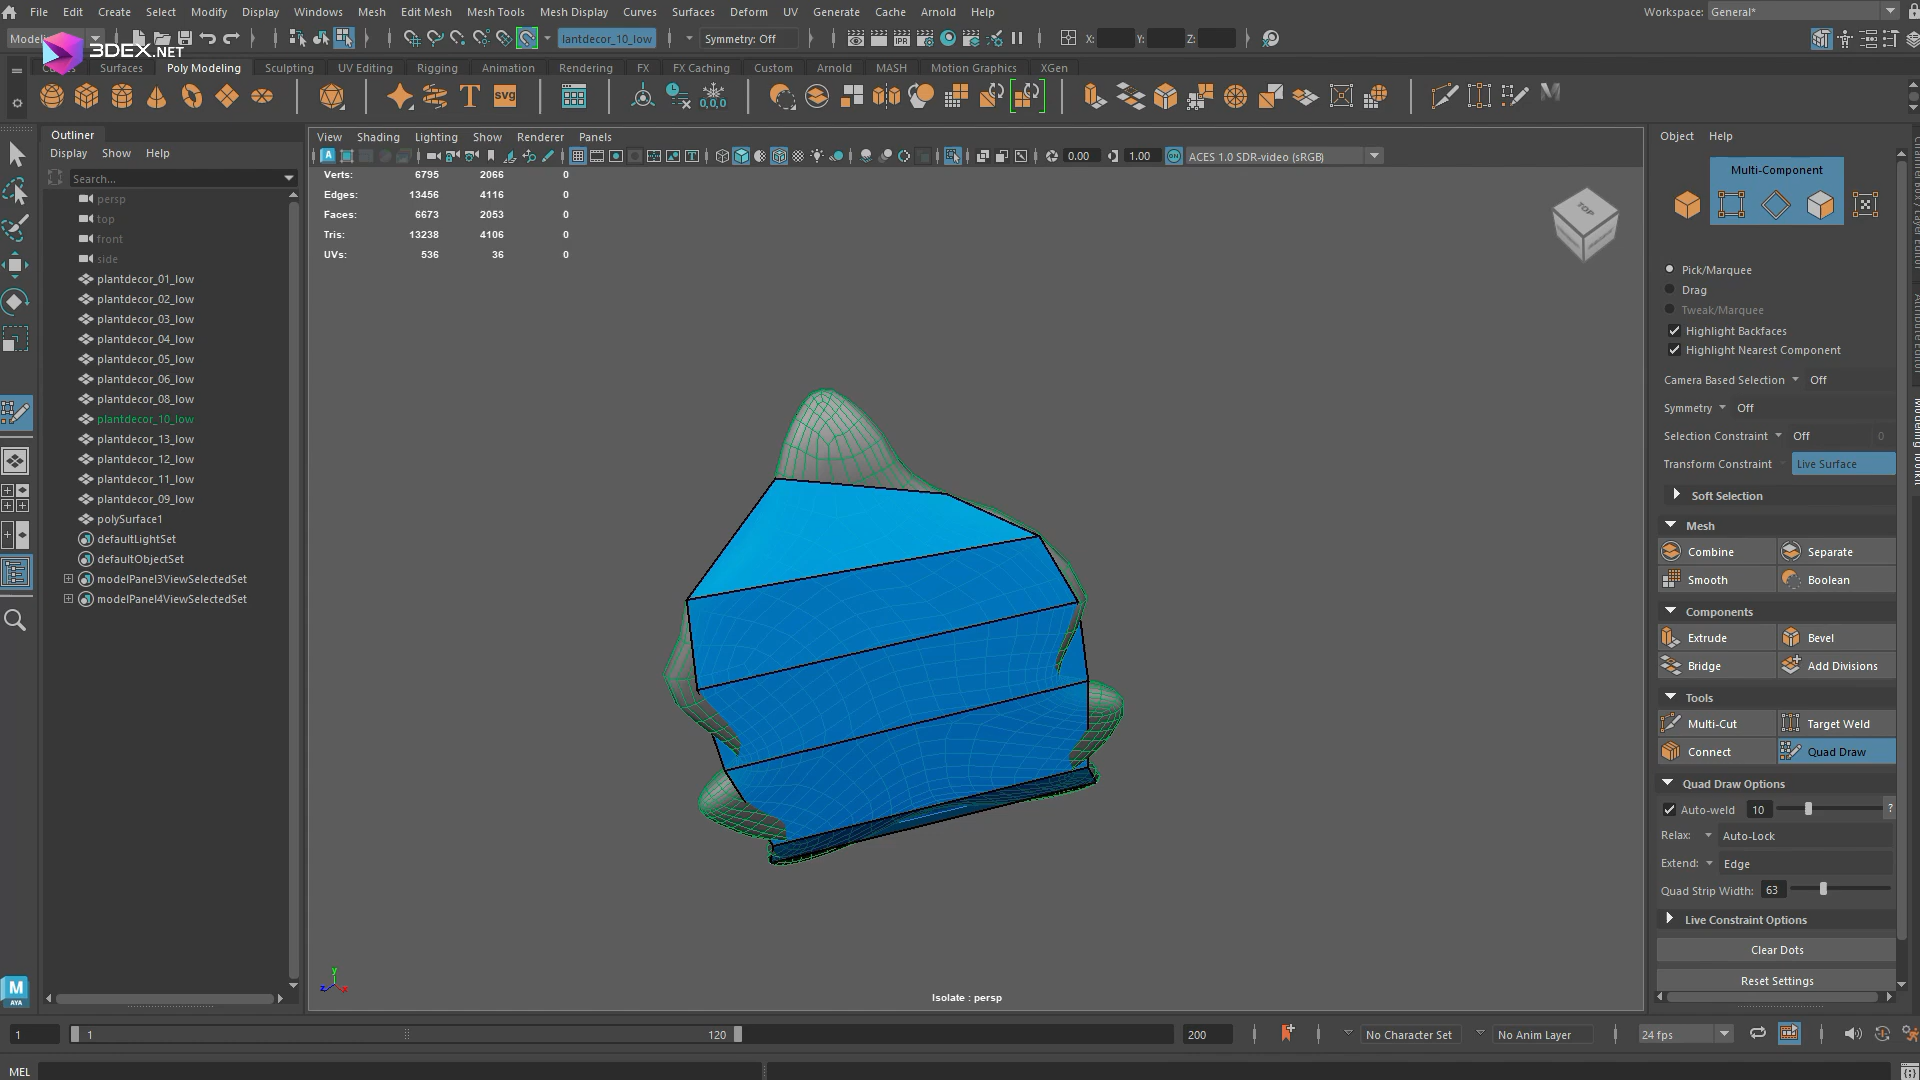 File Edit Create Select Modify Display Windows Mesh Edit Mesh Mesh Tools Mesh Display Curves Surfaces Deform UV Generate Cache Arnold Help Workspace: General*
3DEX.NET
lantdecor_10_low Symmetry: Off X: Y: Z:
Surfaces Poly Modeling Sculpting UV Editing Rigging Animation Rendering FX FX Caching Custom Arnold MASH Motion Graphics XGen
T SVG 0,0,0
Outliner
Display Show Help
Search...
persp
top
front
side
plantdecor_01_low
plantdecor_02_low
plantdecor_03_low
plantdecor_04_low
plantdecor_05_low
plantdecor_06_low
plantdecor_08_low
plantdecor_10_low
plantdecor_13_low
plantdecor_12_low
plantdecor_11_low
plantdecor_09_low
polySurface1
defaultLightSet
defaultObjectSet
modelPanel3ViewSelectedSet
modelPanel4ViewSelectedSet
View Shading Lighting Show Renderer Panels
0.00 1.00 ON ACES 1.0 SDR-video (sRGB)
Verts: 6795 2066 0
Edges: 13456 4116 0
Faces: 6673 2053 0
Tris: 13238 4106 0
UVs: 536 36 0
TOP
y
z x
Isolate : persp
Object Help
Multi-Component
Pick/Marquee
Drag
Tweak/Marquee
Highlight Backfaces
Highlight Nearest Component
Camera Based Selection Off
Symmetry Off
Selection Constraint Off 0
Transform Constraint Live Surface
Soft Selection
Mesh
Combine Separate
Smooth Boolean
Components
Extrude Bevel
Bridge Add Divisions
Tools
Multi-Cut Target Weld
Connect Quad Draw
Quad Draw Options
Auto-weld 10 ?
Relax: Auto-Lock
Extend: Edge
Quad Strip Width: 63
Live Constraint Options
Clear Dots
Reset Settings
Attribute Editor
M
AYA
1 1 120 200 No Character Set No Anim Layer 24 fps
MEL